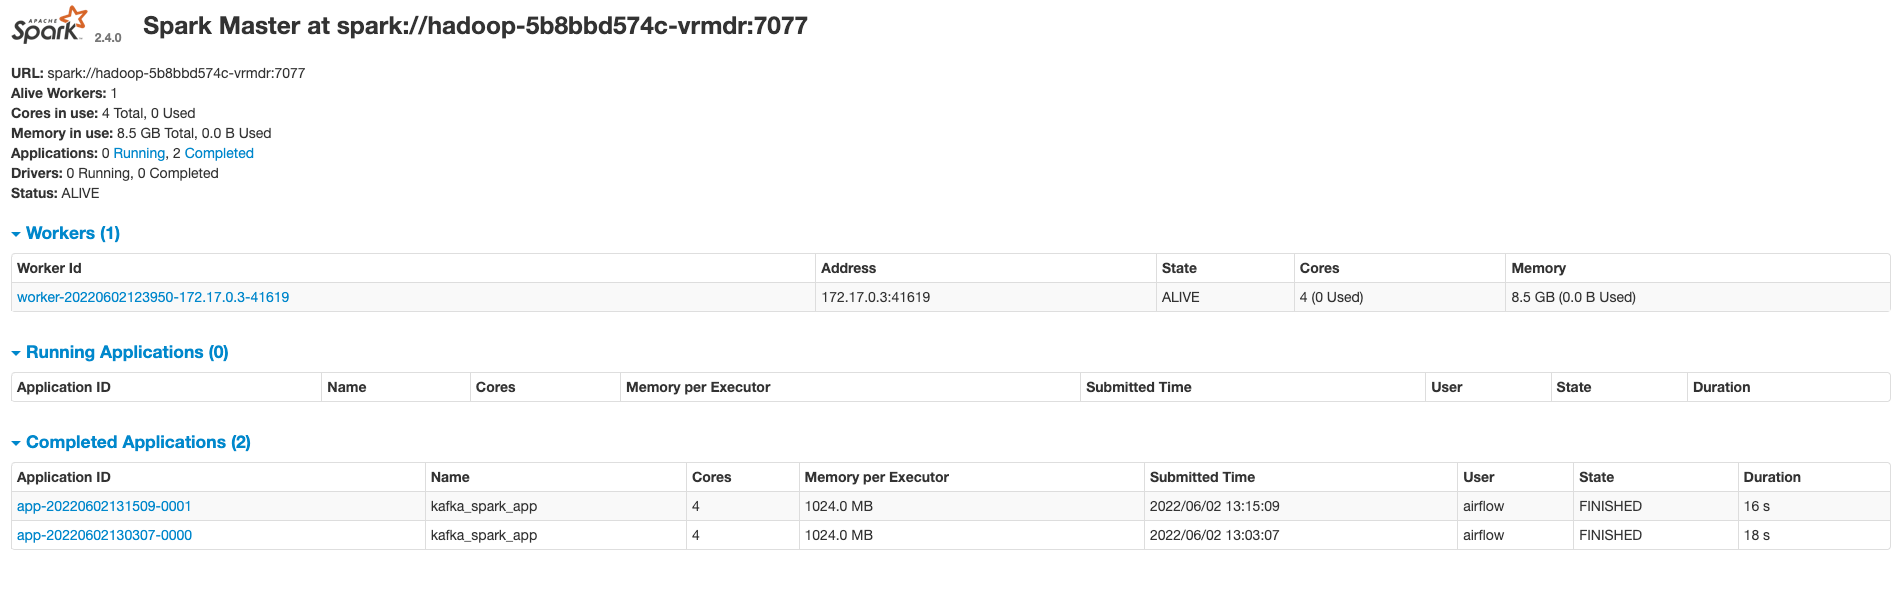 APACHE Spark 2.4.0 Spark Master at spark://hadoop-5b8bbd574c-vrmdr:7077
URL: spark://hadoop-5b8bbd574c-vrmdr:7077
Alive Workers: 1
Cores in use: 4 Total, 0 Used
Memory in use: 8.5 GB Total, 0.0 B Used
Applications: 0 Running, 2 Completed
Drivers: 0 Running, 0 Completed
Status: ALIVE
Workers (1)
Worker Id Address State Cores Memory
worker-20220602123950-172.17.0.3-41619 172.17.0.3:41619 ALIVE 4 (0 Used) 8.5 GB (0.0 B Used)
Running Applications (0)
Application ID Name Cores Memory per Executor Submitted Time User State Duration
Completed Applications (2)
Application ID Name Cores Memory per Executor Submitted Time User State Duration
app-20220602131509-0001 kafka_spark_app 4 1024.0 MB 2022/06/02 13:15:09 airflow FINISHED 16 s
app-20220602130307-0000 kafka_spark_app 4 1024.0 MB 2022/06/02 13:03:07 airflow FINISHED 18 s